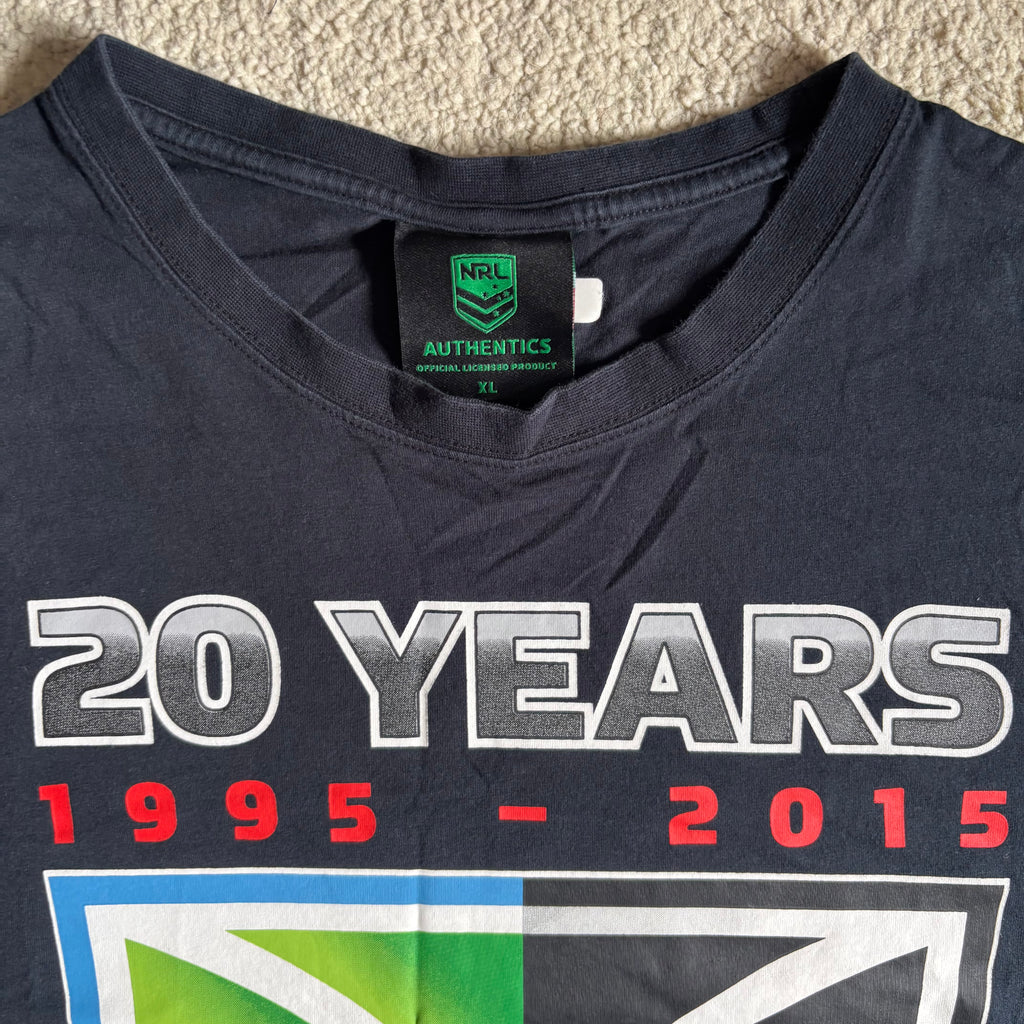 NRL
AUTHENTICS
OFFICIAL LICENSED PRODUCT
XL
20 YEARS
1995 - 2015